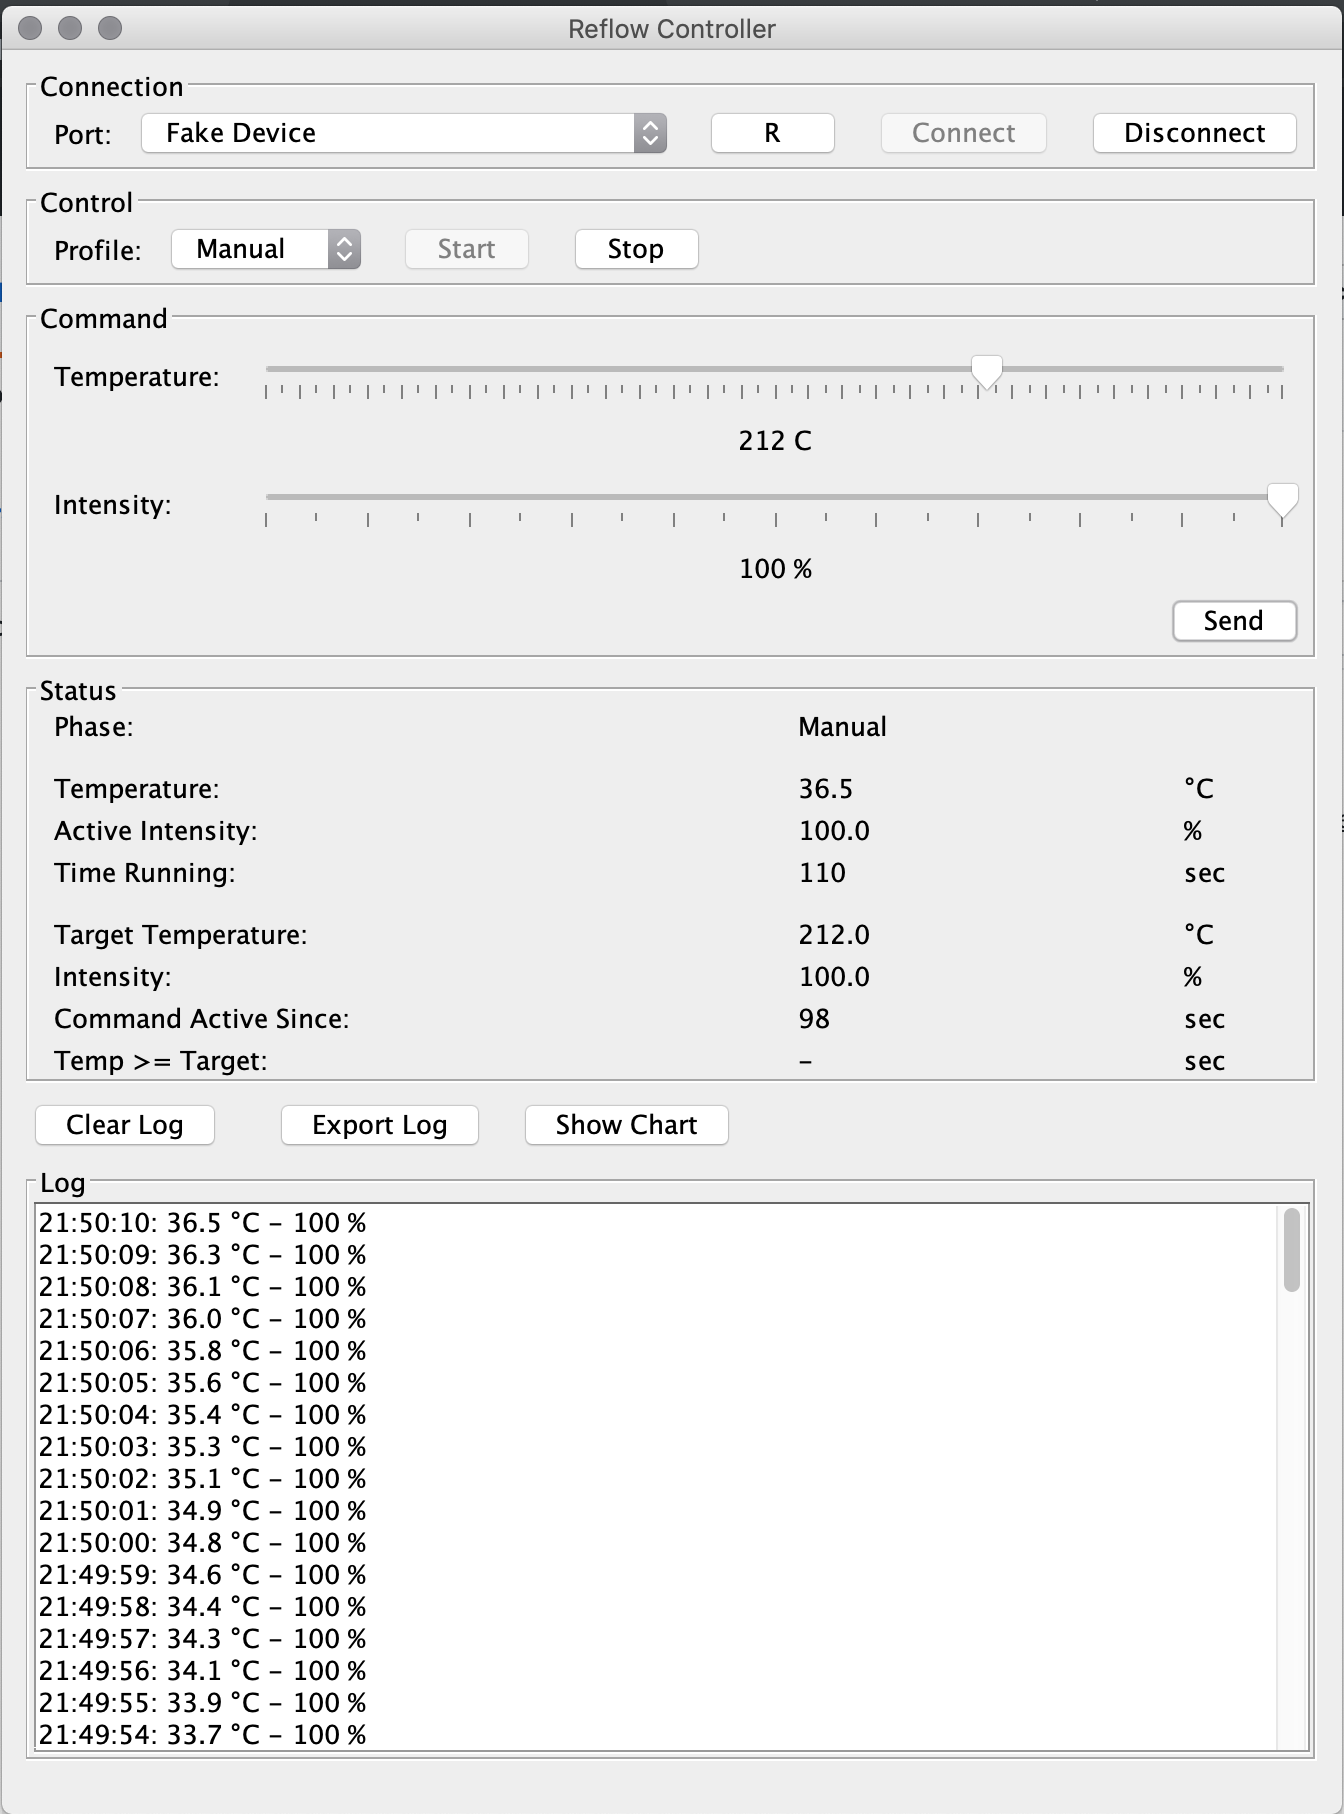 Reflow Controller
Connection
Port: Fake Device R Connect Disconnect
Control
Profile: Manual Start Stop
Command
Temperature:
212 C
Intensity:
100 %
Send
Status
Phase: Manual
Temperature: 36.5 °C
Active Intensity: 100.0 %
Time Running: 110 sec
Target Temperature: 212.0 °C
Intensity: 100.0 %
Command Active Since: 98 sec
Temp >= Target: – sec
Clear Log Export Log Show Chart
Log
21:50:10: 36.5 °C – 100 %
21:50:09: 36.3 °C – 100 %
21:50:08: 36.1 °C – 100 %
21:50:07: 36.0 °C – 100 %
21:50:06: 35.8 °C – 100 %
21:50:05: 35.6 °C – 100 %
21:50:04: 35.4 °C – 100 %
21:50:03: 35.3 °C – 100 %
21:50:02: 35.1 °C – 100 %
21:50:01: 34.9 °C – 100 %
21:50:00: 34.8 °C – 100 %
21:49:59: 34.6 °C – 100 %
21:49:58: 34.4 °C – 100 %
21:49:57: 34.3 °C – 100 %
21:49:56: 34.1 °C – 100 %
21:49:55: 33.9 °C – 100 %
21:49:54: 33.7 °C – 100 %